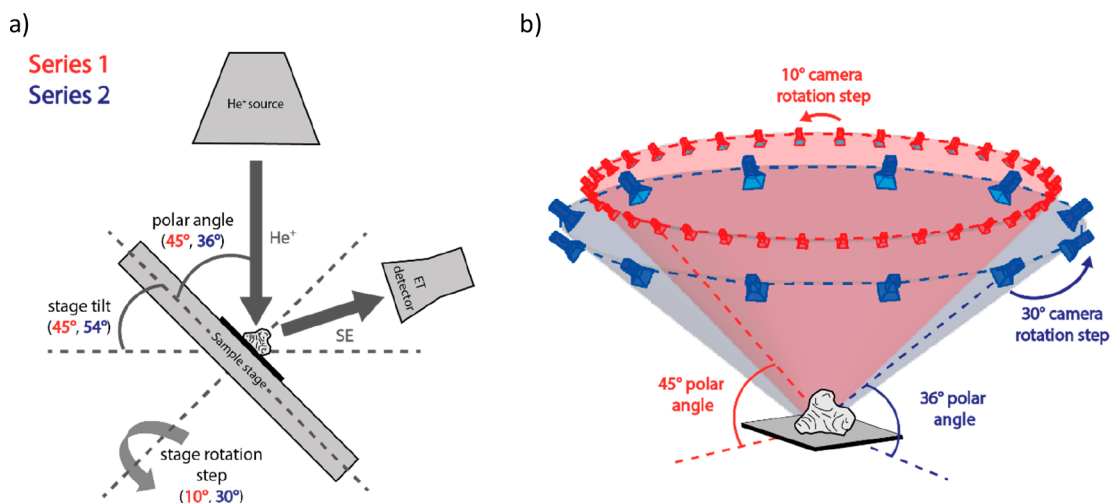 a)
Series 1
Series 2
He⁺ source
polar angle
(45°, 36°)
He⁺
ET
detector
stage tilt
(45°, 54°)
SE
Sample stage
stage rotation
step
(10°, 30°)
b)
10° camera
rotation step
30° camera
rotation step
45° polar
angle
36° polar
angle